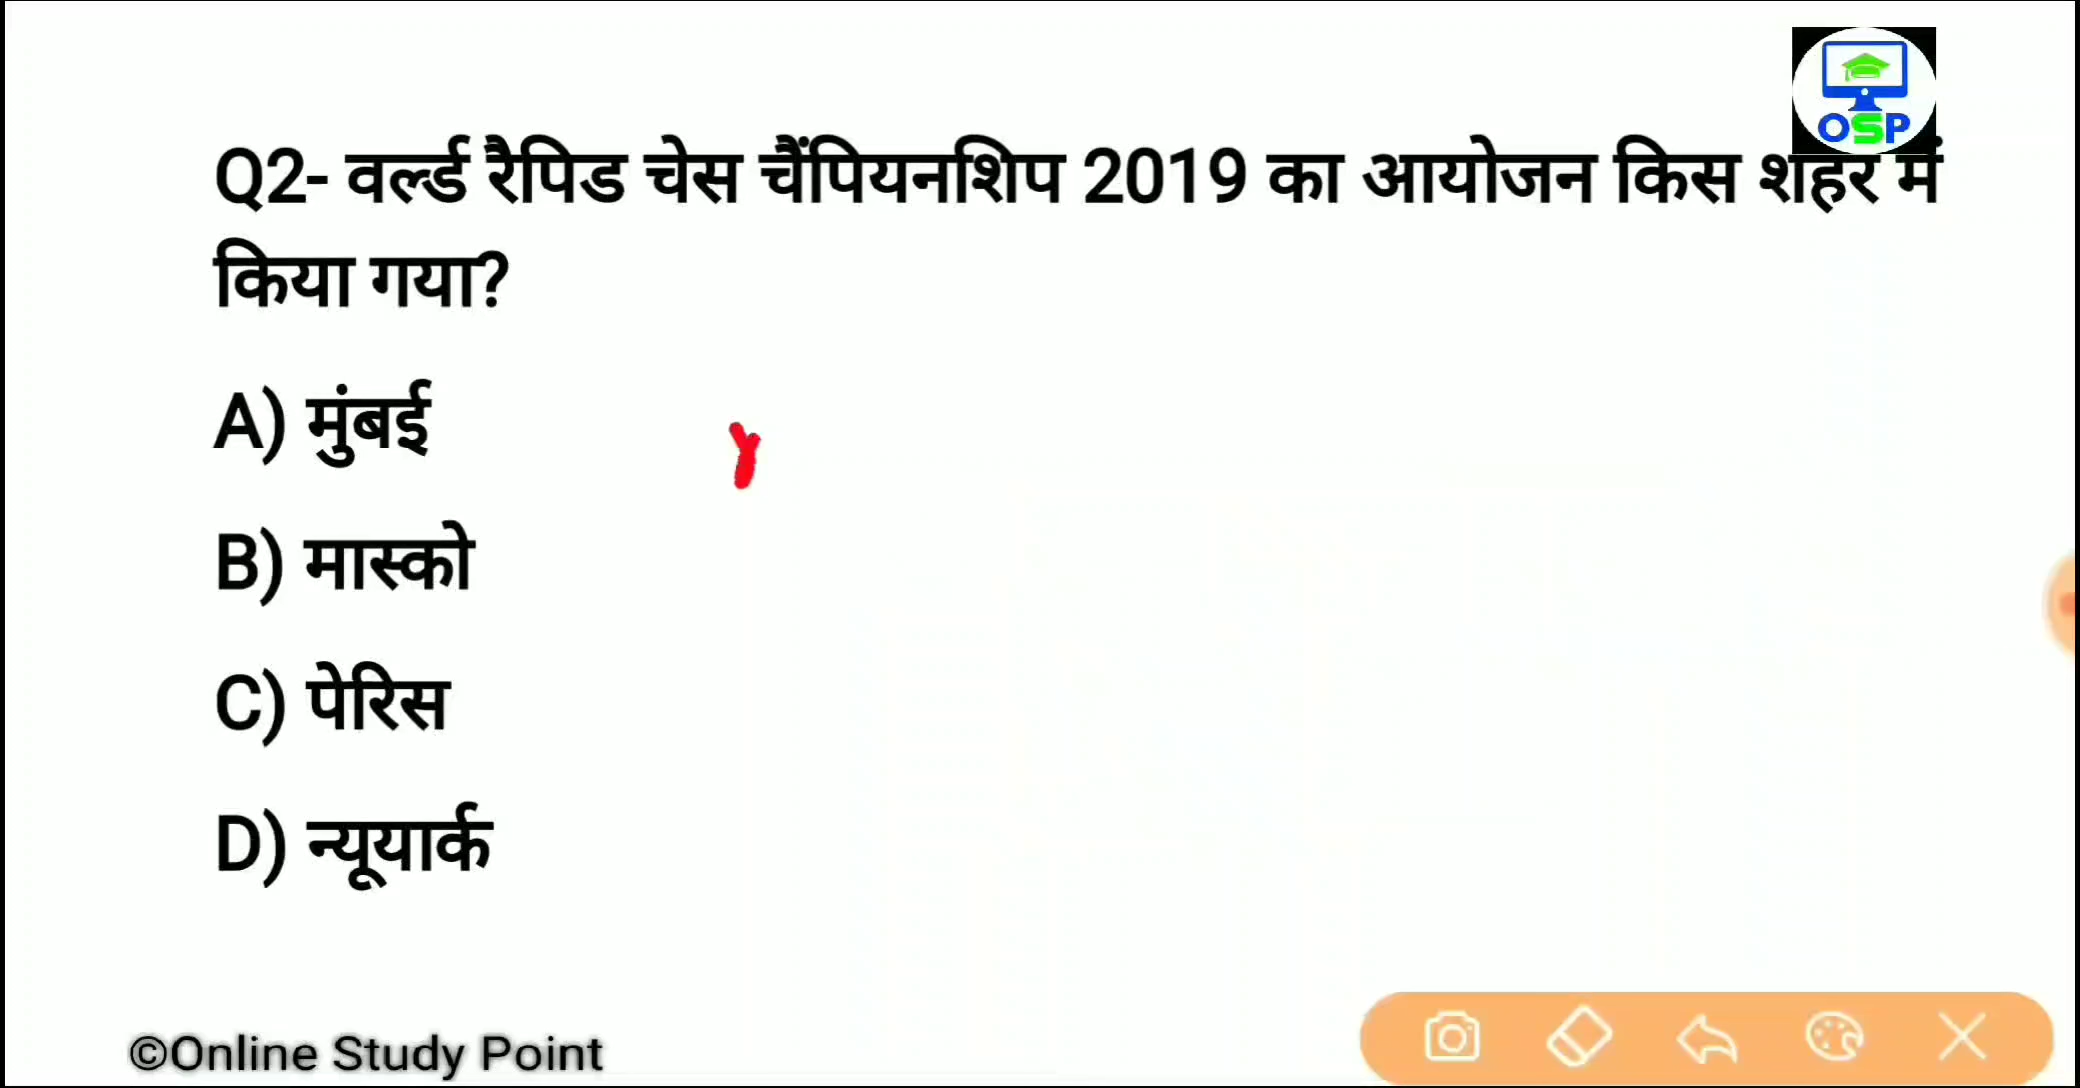 OSP
Q2- वर्ल्ड रैपिड चेस चैंपियनशिप 2019 का आयोजन किस शहर में
किया गया?
A) मुंबई
B) मास्को
C) पेरिस
D) न्यूयार्क
©Online Study Point